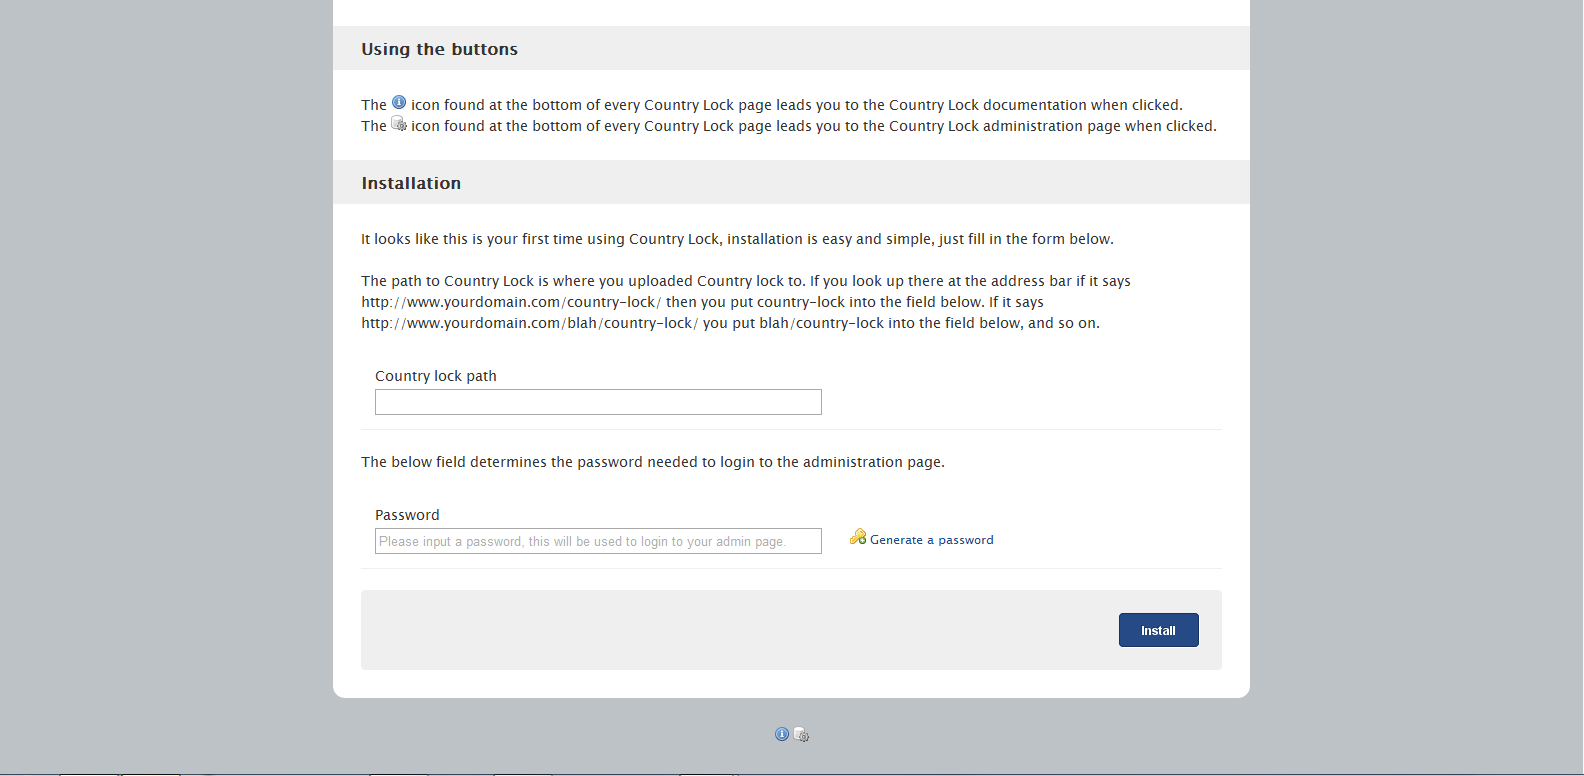 Using the buttons
The icon found at the bottom of every Country Lock page leads you to the Country Lock documentation when clicked.
The icon found at the bottom of every Country Lock page leads you to the Country Lock administration page when clicked.
Installation
It looks like this is your first time using Country Lock, installation is easy and simple, just fill in the form below.
The path to Country Lock is where you uploaded Country lock to. If you look up there at the address bar if it says
http://www.yourdomain.com/country-lock/ then you put country-lock into the field below. If it says
http://www.yourdomain.com/blah/country-lock/ you put blah/country-lock into the field below, and so on.
Country lock path
The below field determines the password needed to login to the administration page.
Password
Please input a password, this will be used to login to your admin page.
Generate a password
Install